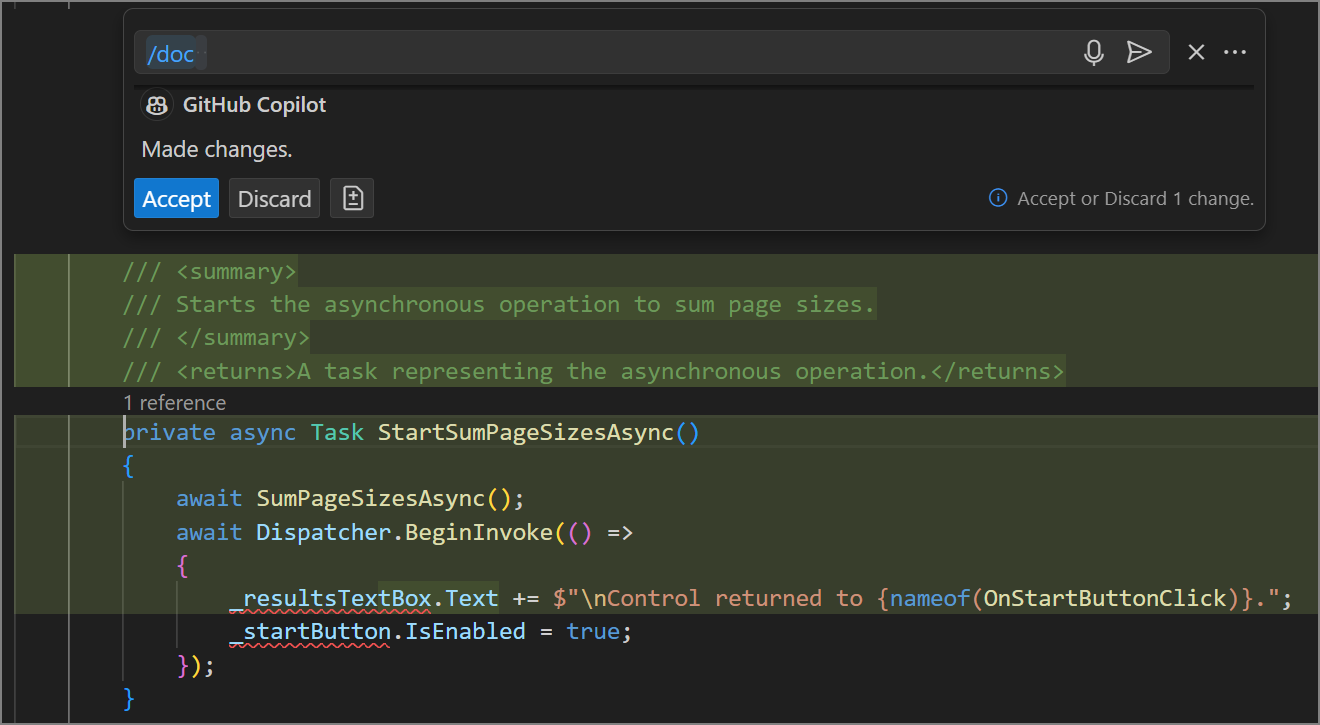 /doc
GitHub Copilot
Made changes.
Accept Discard Accept or Discard 1 change.
/// <summary>
/// Starts the asynchronous operation to sum page sizes.
/// </summary>
/// <returns>A task representing the asynchronous operation.</returns>
1 reference
private async Task StartSumPageSizesAsync()
{
    await SumPageSizesAsync();
    await Dispatcher.BeginInvoke(() =>
    {
        _resultsTextBox.Text += $"\nControl returned to {nameof(OnStartButtonClick)}.";
        _startButton.IsEnabled = true;
    });
}